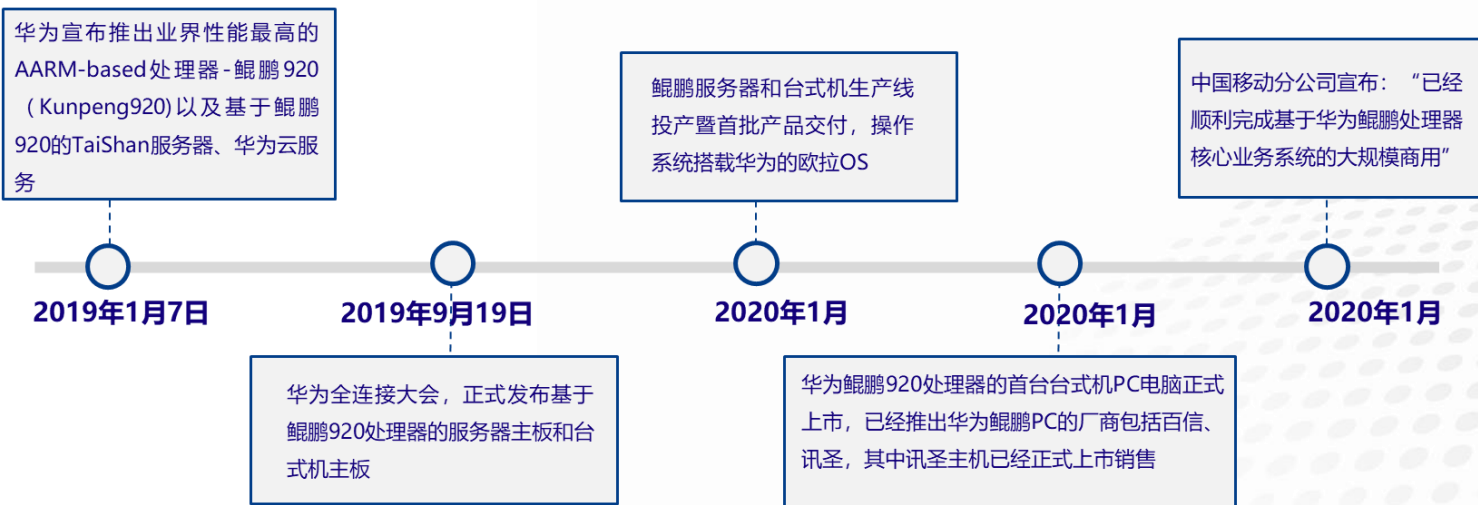 华为宣布推出业界性能最高的
AARM-based处理器-鲲鹏920
（Kunpeng920)以及基于鲲鹏
920的TaiShan服务器、华为云服
务
鲲鹏服务器和台式机生产线
投产暨首批产品交付，操作
系统搭载华为的欧拉OS
中国移动分公司宣布：“已经
顺利完成基于华为鲲鹏处理器
核心业务系统的大规模商用”
2019年1月7日
2019年9月19日
2020年1月
2020年1月
2020年1月
华为全连接大会，正式发布基于
鲲鹏920处理器的服务器主板和台
式机主板
华为鲲鹏920处理器的首台台式机PC电脑正式
上市，已经推出华为鲲鹏PC的厂商包括百信、
讯圣，其中讯圣主机已经正式上市销售